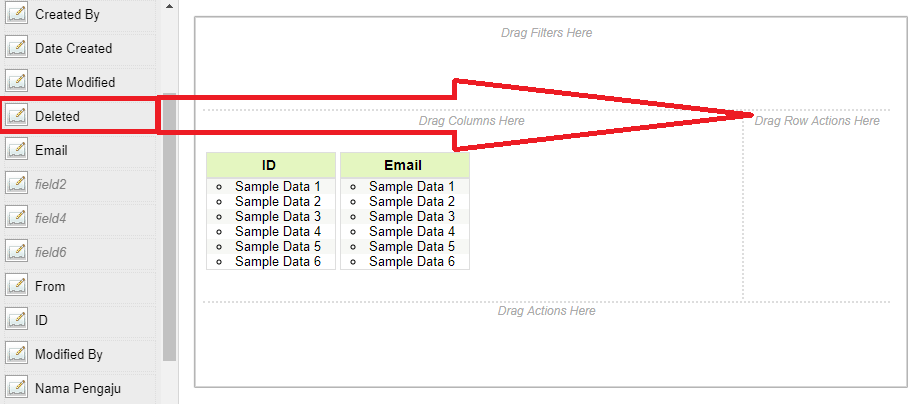 Created By
Date Created
Date Modified
Deleted
Email
field2
field4
field6
From
ID
Modified By
Nama Pengaju
Drag Filters Here
Drag Columns Here
Drag Row Actions Here
ID
Sample Data 1
Sample Data 2
Sample Data 3
Sample Data 4
Sample Data 5
Sample Data 6
Email
Sample Data 1
Sample Data 2
Sample Data 3
Sample Data 4
Sample Data 5
Sample Data 6
Drag Actions Here